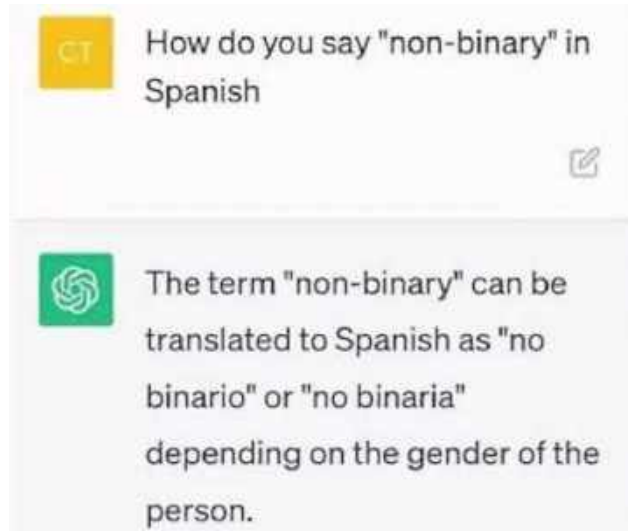 CT
How do you say "non-binary" in
Spanish
The term "non-binary" can be
translated to Spanish as "no
binario" or "no binaria"
depending on the gender of the
person.